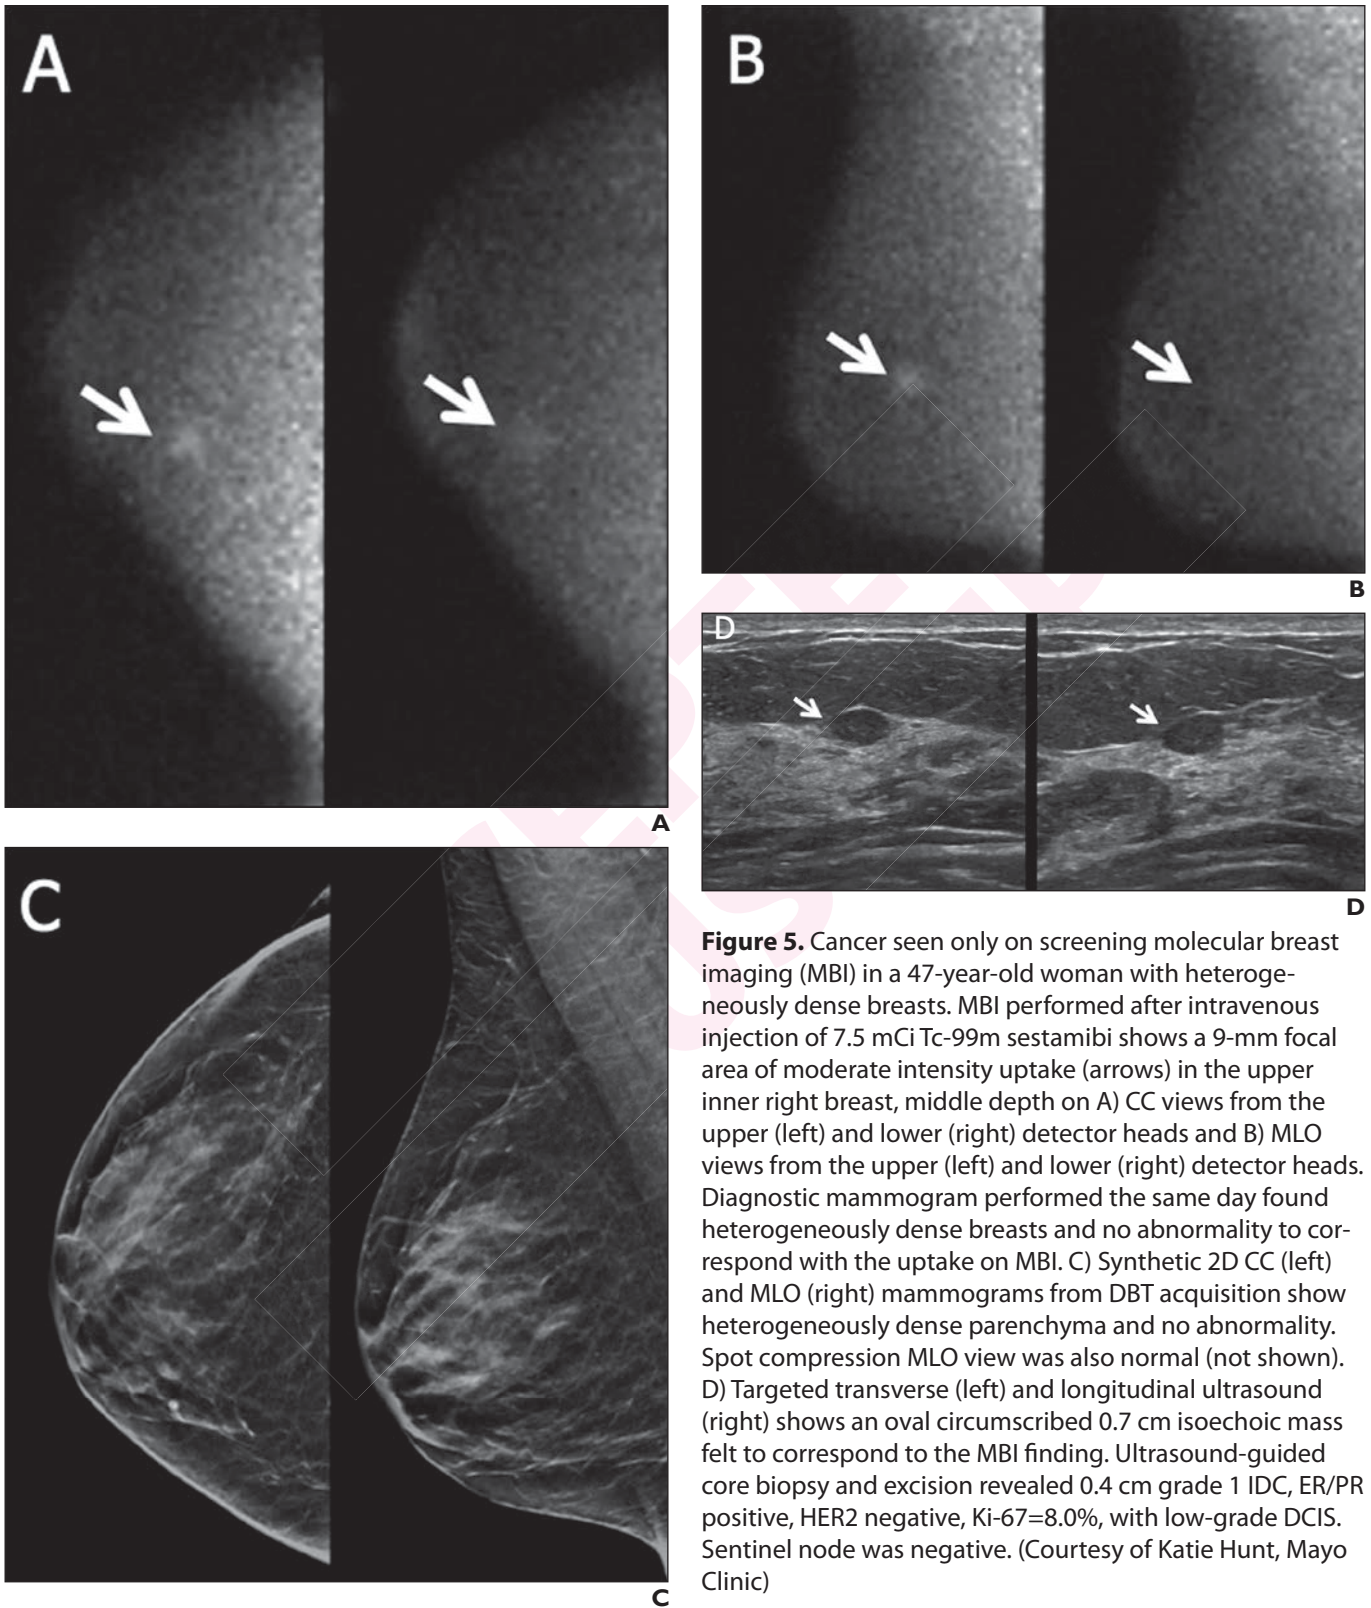 A
A
B
B
C
C
D
D
Figure 5. Cancer seen only on screening molecular breast
imaging (MBI) in a 47-year-old woman with heteroge-
neously dense breasts. MBI performed after intravenous
injection of 7.5 mCi Tc-99m sestamibi shows a 9-mm focal
area of moderate intensity uptake (arrows) in the upper
inner right breast, middle depth on A) CC views from the
upper (left) and lower (right) detector heads and B) MLO
views from the upper (left) and lower (right) detector heads.
Diagnostic mammogram performed the same day found
heterogeneously dense breasts and no abnormality to cor-
respond with the uptake on MBI. C) Synthetic 2D CC (left)
and MLO (right) mammograms from DBT acquisition show
heterogeneously dense parenchyma and no abnormality.
Spot compression MLO view was also normal (not shown).
D) Targeted transverse (left) and longitudinal ultrasound
(right) shows an oval circumscribed 0.7 cm isoechoic mass
felt to correspond to the MBI finding. Ultrasound-guided
core biopsy and excision revealed 0.4 cm grade 1 IDC, ER/PR
positive, HER2 negative, Ki-67=8.0%, with low-grade DCIS.
Sentinel node was negative. (Courtesy of Katie Hunt, Mayo
Clinic)